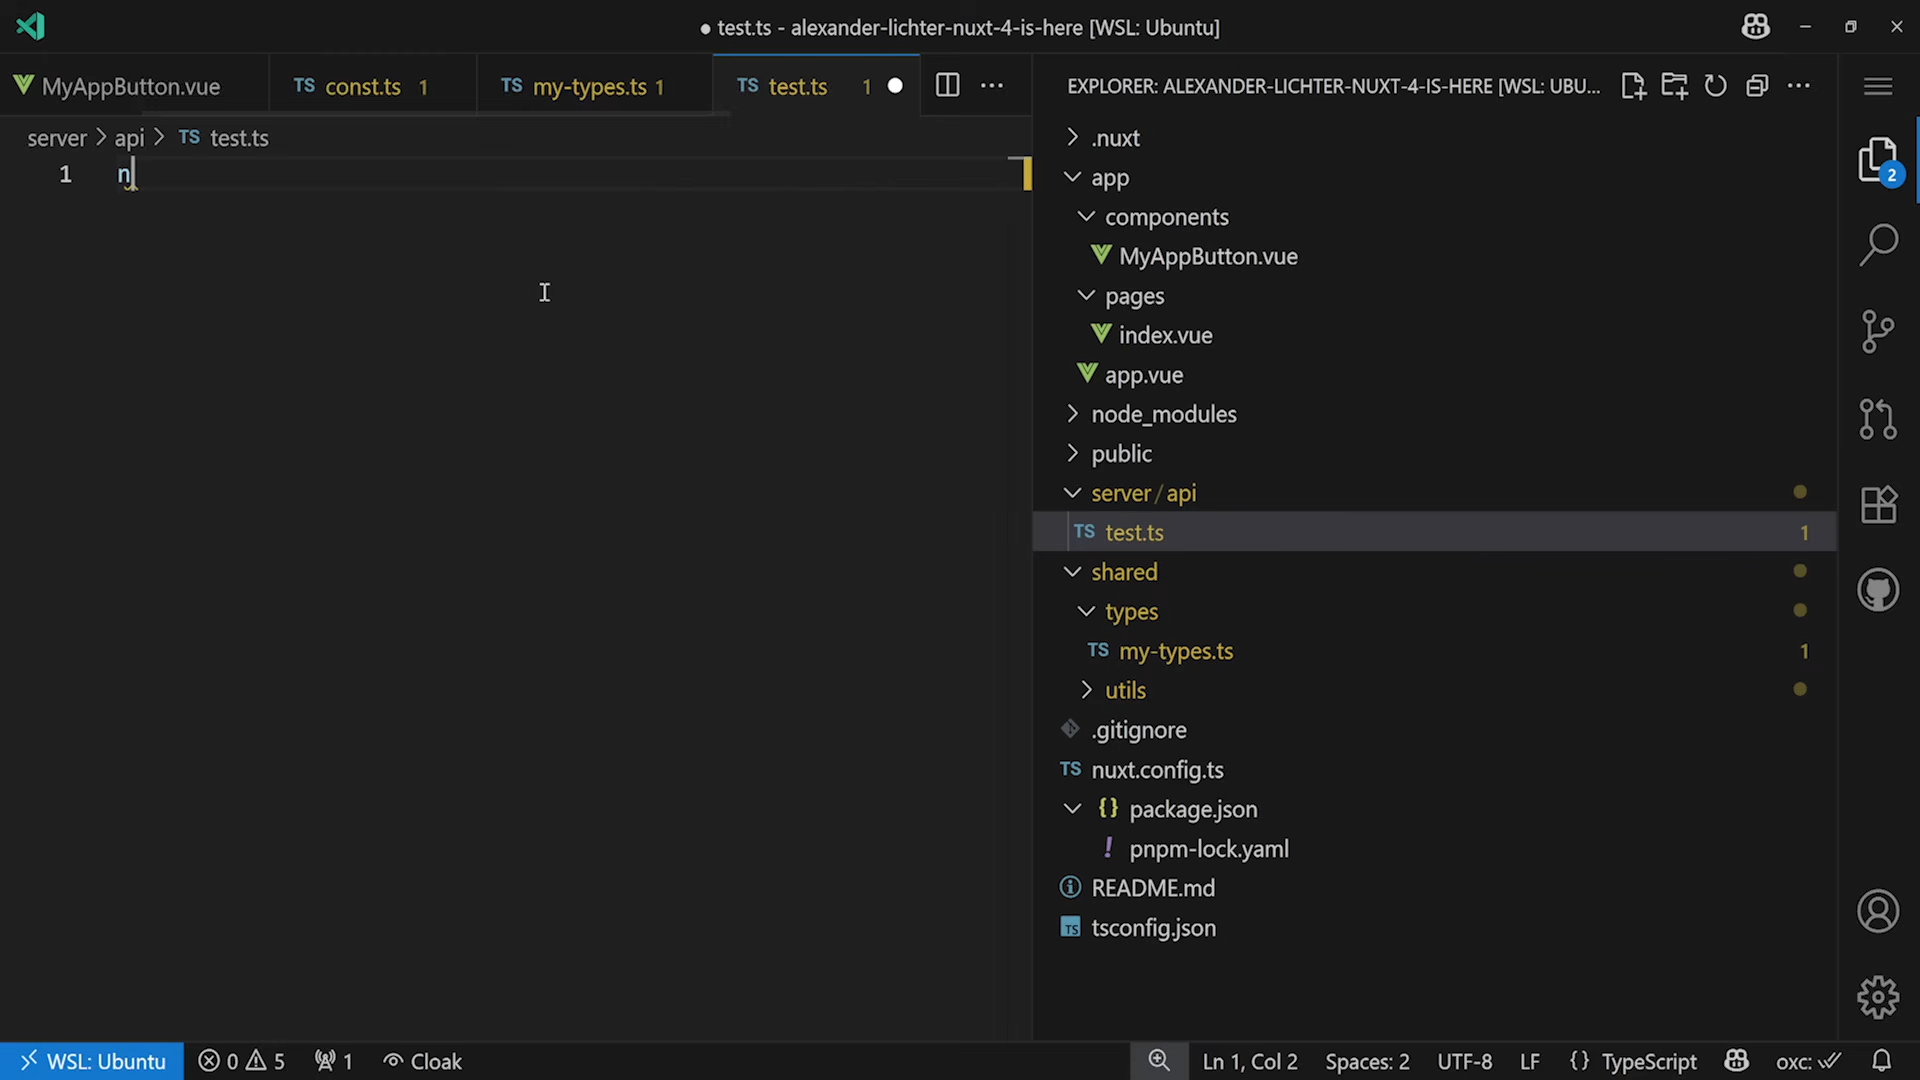 ● test.ts - alexander-lichter-nuxt-4-is-here [WSL: Ubuntu]
MyAppButton.vue
TS const.ts 1
TS my-types.ts 1
TS test.ts 1
EXPLORER: ALEXANDER-LICHTER-NUXT-4-IS-HERE [WSL: UBU...
server > api > TS test.ts
1 n
.nuxt
app
components
MyAppButton.vue
pages
index.vue
app.vue
node_modules
public
server / api
TS test.ts 1
shared
types
TS my-types.ts 1
utils
.gitignore
TS nuxt.config.ts
{} package.json
! pnpm-lock.yaml
README.md
TS tsconfig.json
2
WSL: Ubuntu 0 5 1 Cloak
Ln 1, Col 2 Spaces: 2 UTF-8 LF {} TypeScript oxc: